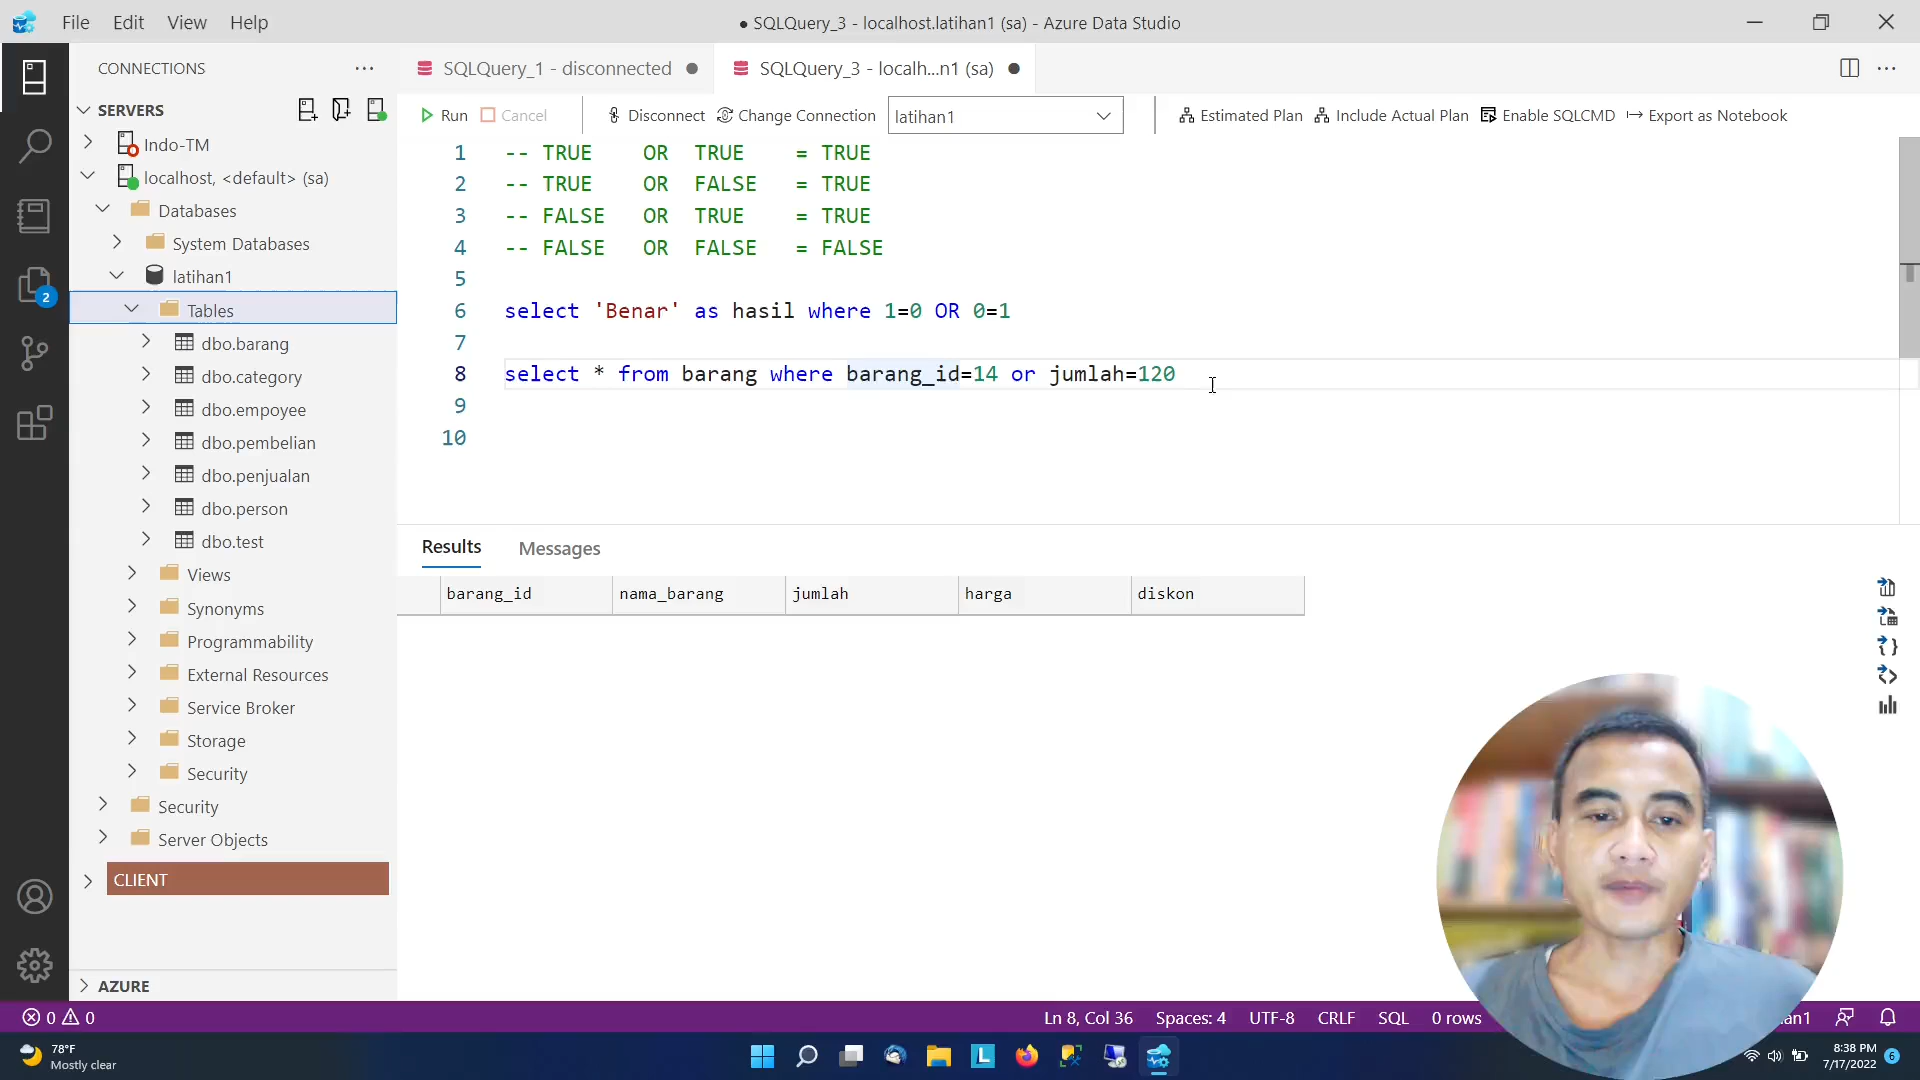 File Edit View Help
● SQLQuery_3 - localhost.latihan1 (sa) - Azure Data Studio
CONNECTIONS
SQLQuery_1 - disconnected
SQLQuery_3 - localh...n1 (sa)
SERVERS
Run Cancel Disconnect Change Connection latihan1 Estimated Plan Include Actual Plan Enable SQLCMD Export as Notebook
Indo-TM
localhost, <default> (sa)
Databases
System Databases
latihan1
Tables
dbo.barang
dbo.category
dbo.empoyee
dbo.pembelian
dbo.penjualan
dbo.person
dbo.test
Views
Synonyms
Programmability
External Resources
Service Broker
Storage
Security
Security
Server Objects
CLIENT
AZURE
2
1 -- TRUE OR TRUE = TRUE
2 -- TRUE OR FALSE = TRUE
3 -- FALSE OR TRUE = TRUE
4 -- FALSE OR FALSE = FALSE
5
6 select 'Benar' as hasil where 1=0 OR 0=1
7
8 select * from barang where barang_id=14 or jumlah=120
9
10
Results Messages
barang_id nama_barang jumlah harga diskon
0 0 Ln 8, Col 36 Spaces: 4 UTF-8 CRLF SQL 0 rows an1
78°F
Mostly clear
8:38 PM
7/17/2022
6